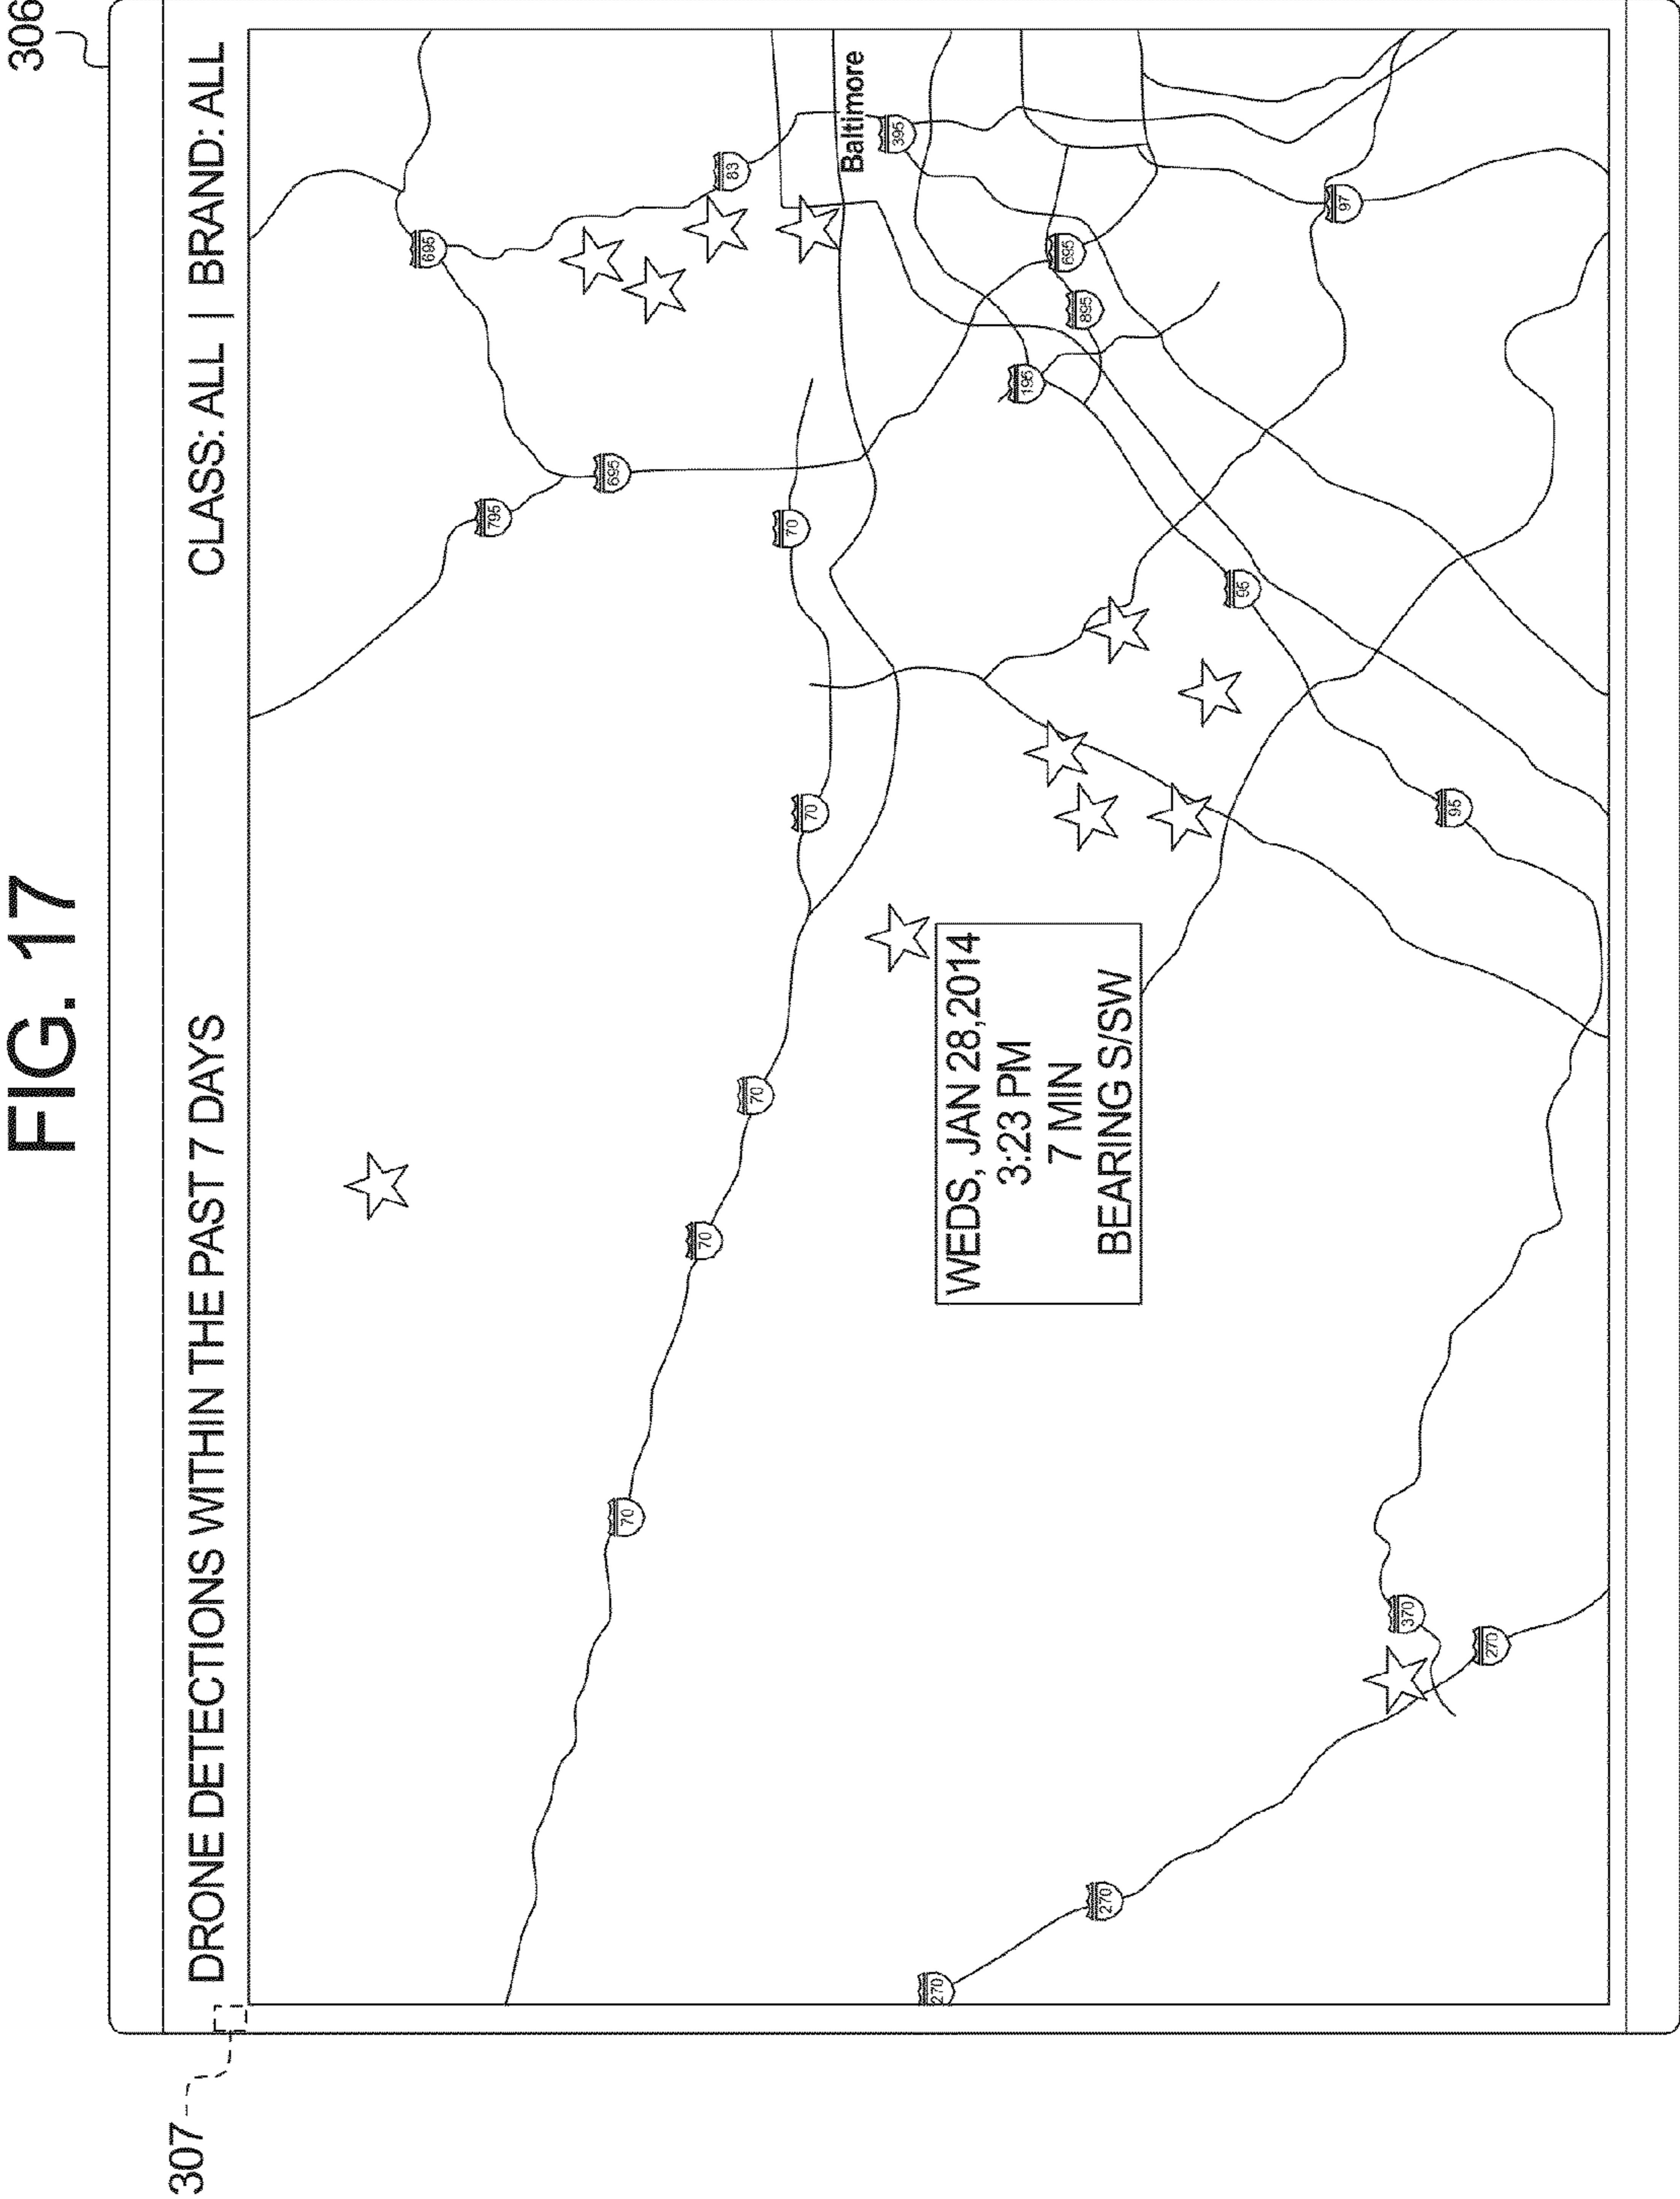 FIG. 17
306
307
DRONE DETECTIONS WITHIN THE PAST 7 DAYS
CLASS: ALL | BRAND: ALL
695
795
695
83
70
70
70
70
70
Baltimore
395
WEDS, JAN 28,2014
3:23 PM
7 MIN
BEARING S/SW
270
195
695
895
270
95
97
370
95
270